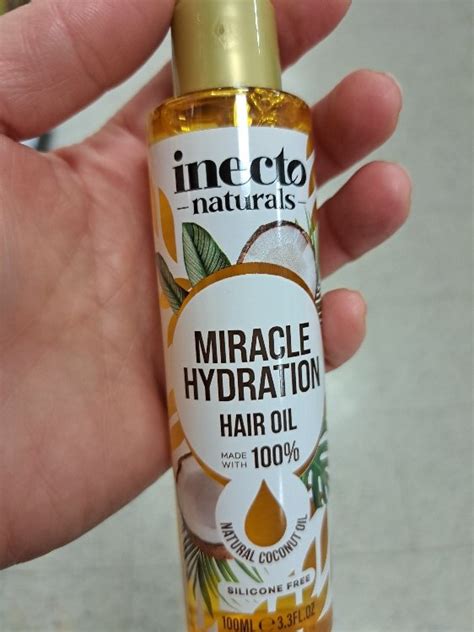 inecto
naturals
MIRACLE
HYDRATION
HAIR OIL
MADE
WITH 100%
NATURAL COCONUT OIL
SILICONE FREE
100ML ℮ 3.3FL.OZ